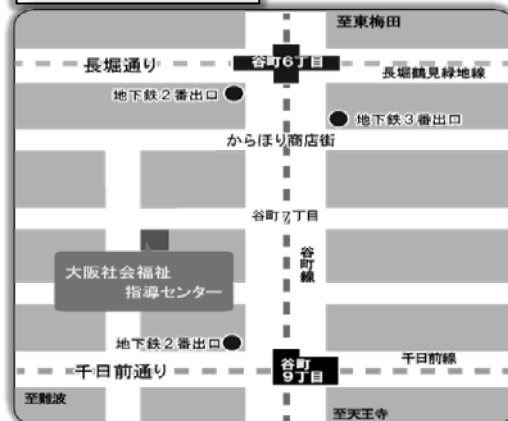 至東梅田
長堀通り
谷町6丁目
長堀鶴見緑地線
地下鉄2番出口
地下鉄3番出口
からほり商店街
谷町7丁目
谷町線
大阪社会福祉
指導センター
地下鉄2番出口
千日前通り
谷町
9丁目
千日前線
至難波
至天王寺